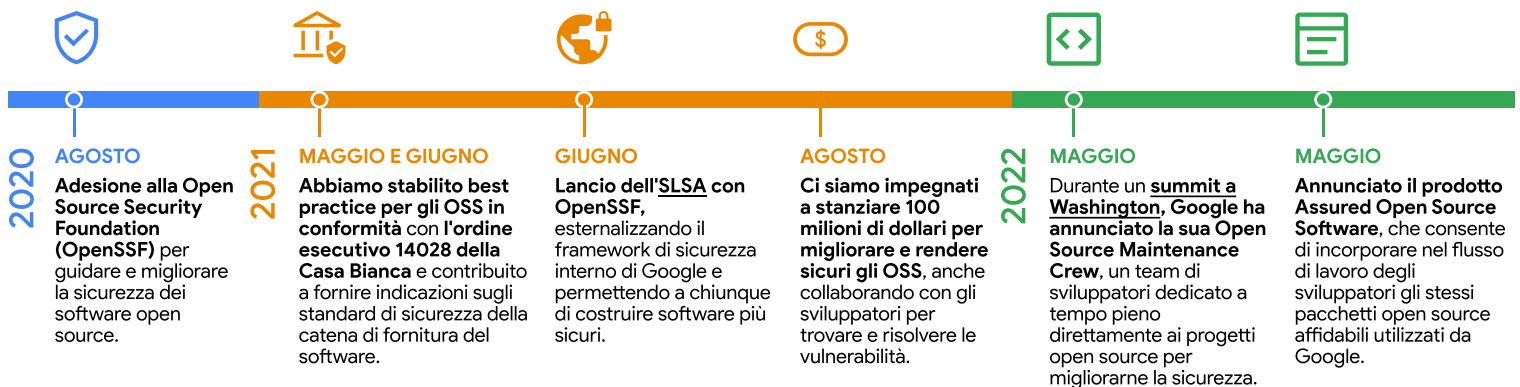 2020
AGOSTO
Adesione alla Open
Source Security
Foundation
(OpenSSF) per
guidare e migliorare
la sicurezza dei
software open
source.
2021
MAGGIO E GIUGNO
Abbiamo stabilito best
practice per gli OSS in
conformità con l'ordine
esecutivo 14028 della
Casa Bianca e contribuito
a fornire indicazioni sugli
standard di sicurezza della
catena di fornitura del
software.
GIUGNO
Lancio dell'SLSA con
OpenSSF,
esternalizzando il
framework di sicurezza
interno di Google e
permettendo a chiunque
di costruire software più
sicuri.
$
AGOSTO
Ci siamo impegnati
a stanziare 100
milioni di dollari per
migliorare e rendere
sicuri gli OSS, anche
collaborando con gli
sviluppatori per
trovare e risolvere le
vulnerabilità.
2022
MAGGIO
Durante un summit a
Washington, Google ha
annunciato la sua Open
Source Maintenance
Crew, un team di
sviluppatori dedicato a
tempo pieno
direttamente ai progetti
open source per
migliorarne la sicurezza.
MAGGIO
Annunciato il prodotto
Assured Open Source
Software, che consente
di incorporare nel flusso
di lavoro degli
sviluppatori gli stessi
pacchetti open source
affidabili utilizzati da
Google.